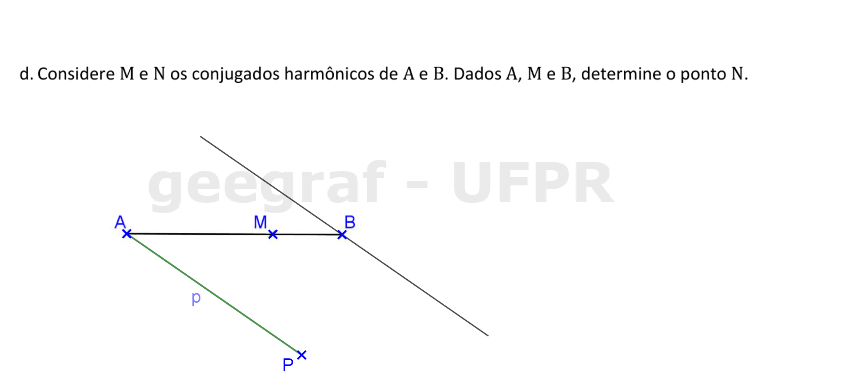 d. Considere M e N os conjugados harmônicos de A e B. Dados A, M e B, determine o ponto N.
geegraf - UFPR
A M B
p
P